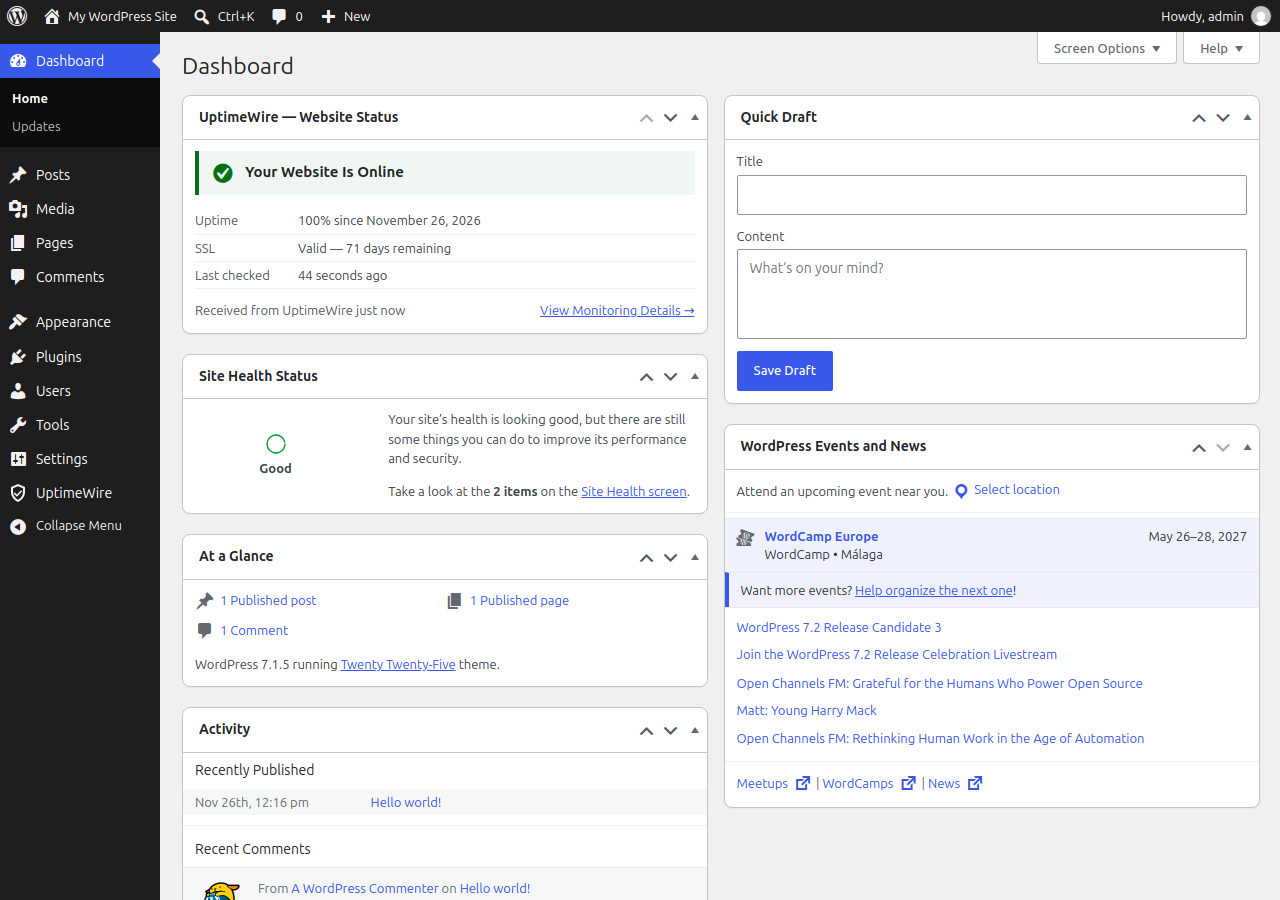 My WordPress Site Ctrl+K 0 New Howdy, admin
Dashboard
Home
Updates
Posts
Media
Pages
Comments
Appearance
Plugins
Users
Tools
Settings
UptimeWire
Collapse Menu
Screen Options Help
Dashboard
UptimeWire — Website Status
Your Website Is Online
Uptime 100% since November 26, 2026
SSL Valid — 71 days remaining
Last checked 44 seconds ago
Received from UptimeWire just now View Monitoring Details →
Site Health Status
Good
Your site's health is looking good, but there are still
some things you can do to improve its performance
and security.
Take a look at the 2 items on the Site Health screen.
At a Glance
1 Published post 1 Published page
1 Comment
WordPress 7.1.5 running Twenty Twenty-Five theme.
Activity
Recently Published
Nov 26th, 12:16 pm Hello world!
Recent Comments
From A WordPress Commenter on Hello world!
Quick Draft
Title
Content
What's on your mind?
Save Draft
WordPress Events and News
Attend an upcoming event near you. Select location
WordCamp Europe May 26–28, 2027
WordCamp • Málaga
Want more events? Help organize the next one!
WordPress 7.2 Release Candidate 3
Join the WordPress 7.2 Release Celebration Livestream
Open Channels FM: Grateful for the Humans Who Power Open Source
Matt: Young Harry Mack
Open Channels FM: Rethinking Human Work in the Age of Automation
Meetups | WordCamps | News